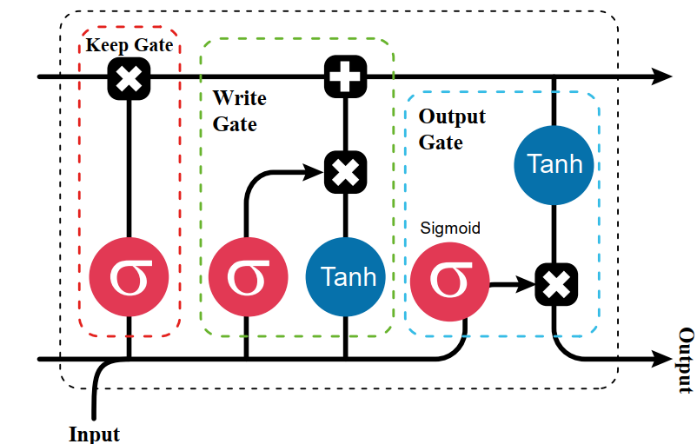 Keep Gate
Write
Gate
Output
Gate
Tanh
Sigmoid
σ
σ
Tanh
σ
Output
Input